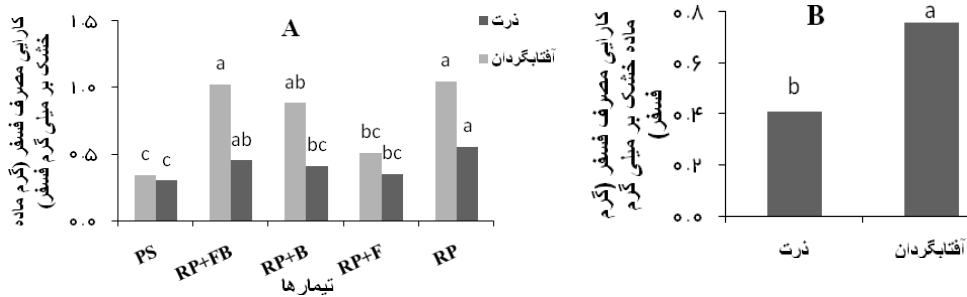 A
کارایی مصرف فسفر (گرم ماده
خشک بر میلی گرم فسفر)
۱.۵
۱.۰
۰.۵
۰.۰
ذرت
آفتابگردان
c c
a ab
ab bc
bc bc
a a
PS RP+FB RP+B RP+F RP
تیمارها
B
کارایی مصرف فسفر (گرم
ماده خشک بر میلی گرم
فسفر)
۰.۸
۰.۶
۰.۴
۰.۲
۰.۰
b
a
ذرت آفتابگردان